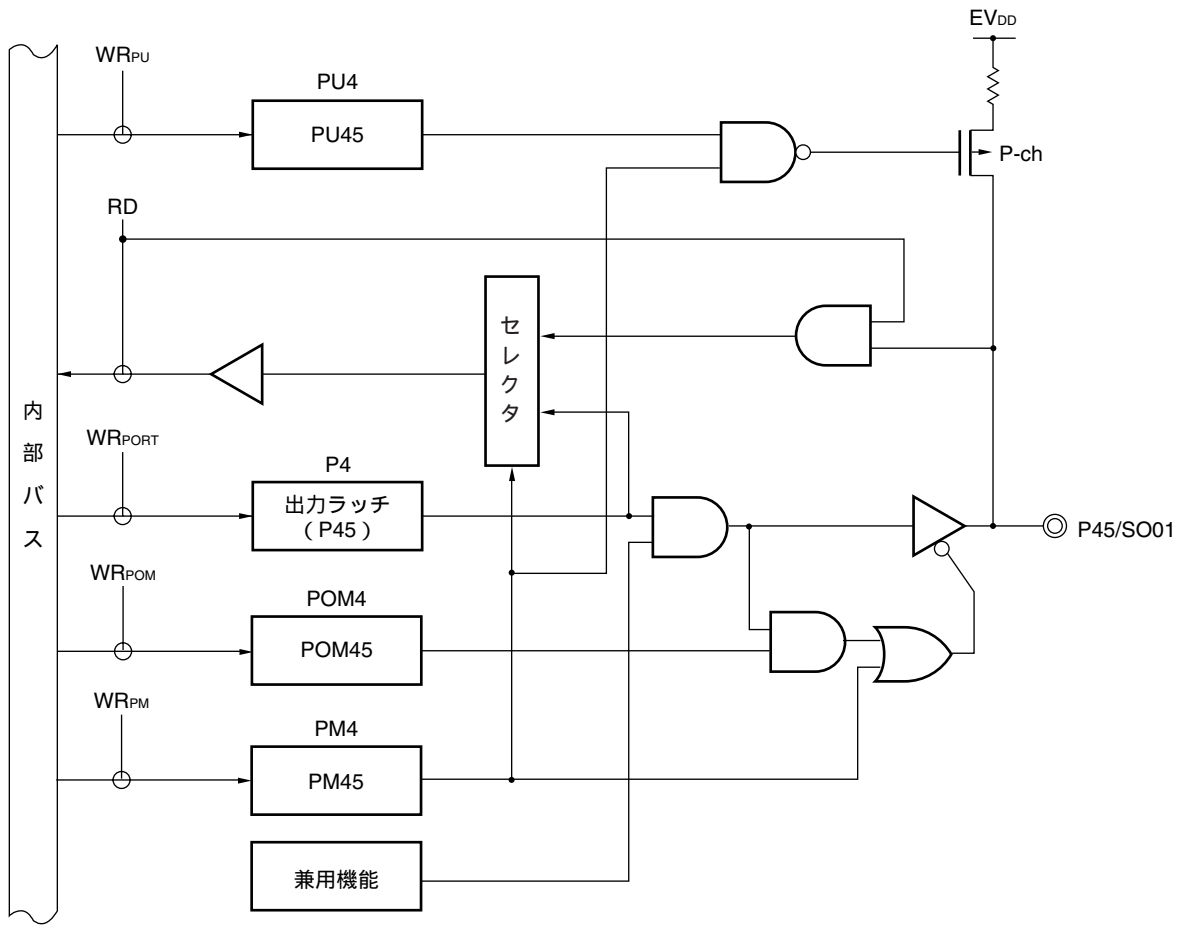 EVDD
WRPU
PU4
PU45
P-ch
RD
セレクタ
内部バス
WRPORT
P4
出力ラッチ
（P45）
P45/SO01
WRPOM
POM4
POM45
WRPM
PM4
PM45
兼用機能